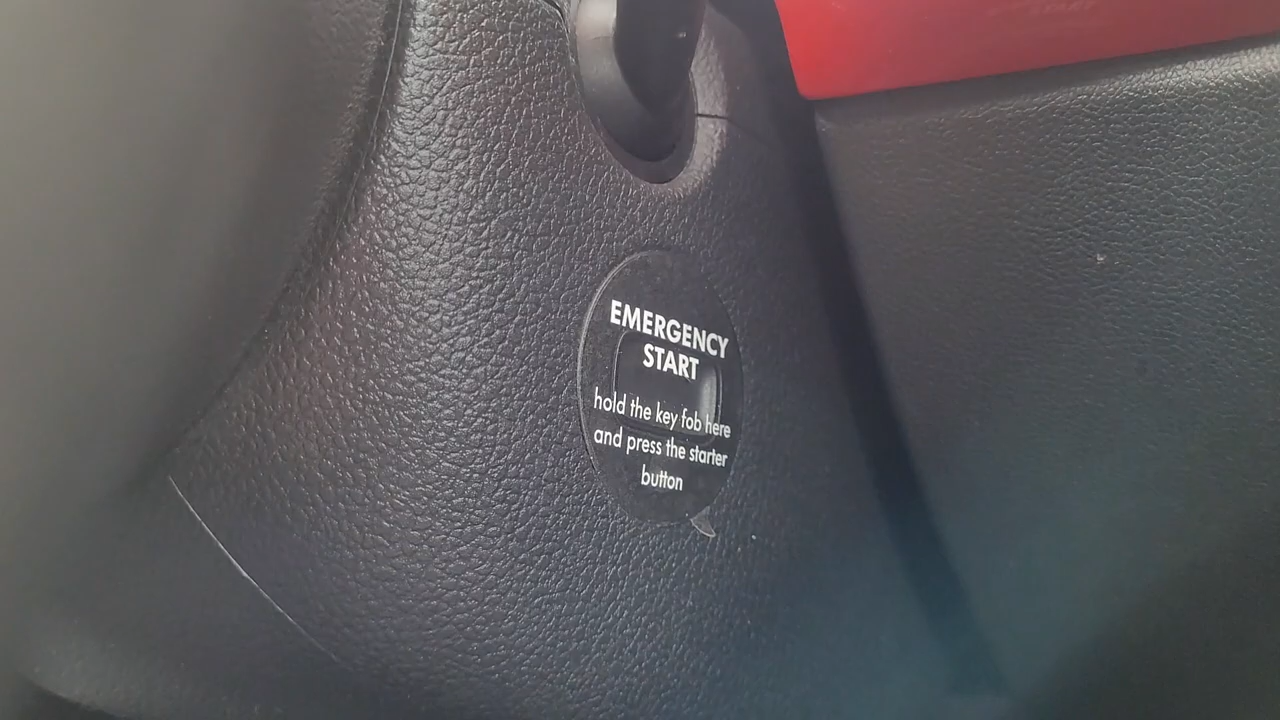 EMERGENCY
START
hold the key fob here
and press the starter
button